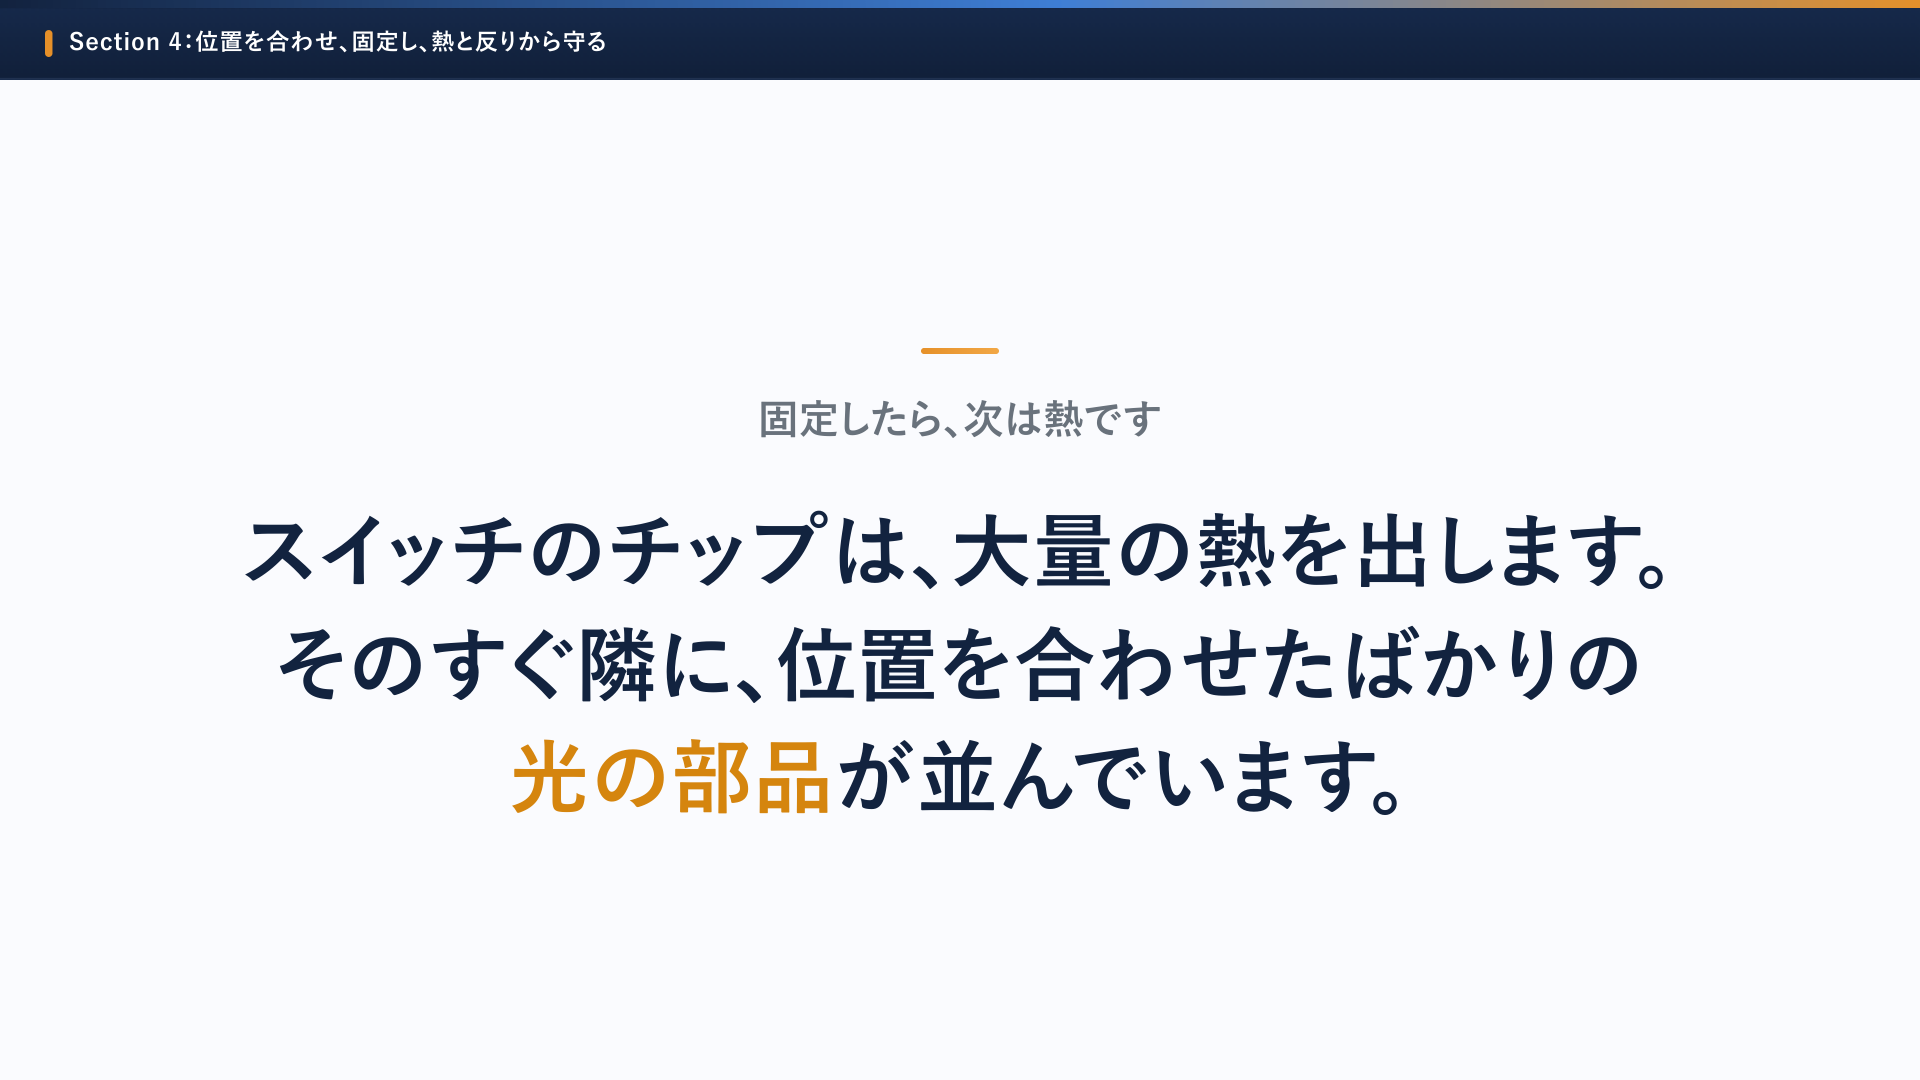 Section 4：位置を合わせ、固定し、熱と反りから守る
固定したら、次は熱です
スイッチのチップは、大量の熱を出します。
そのすぐ隣に、位置を合わせたばかりの
光の部品が並んでいます。